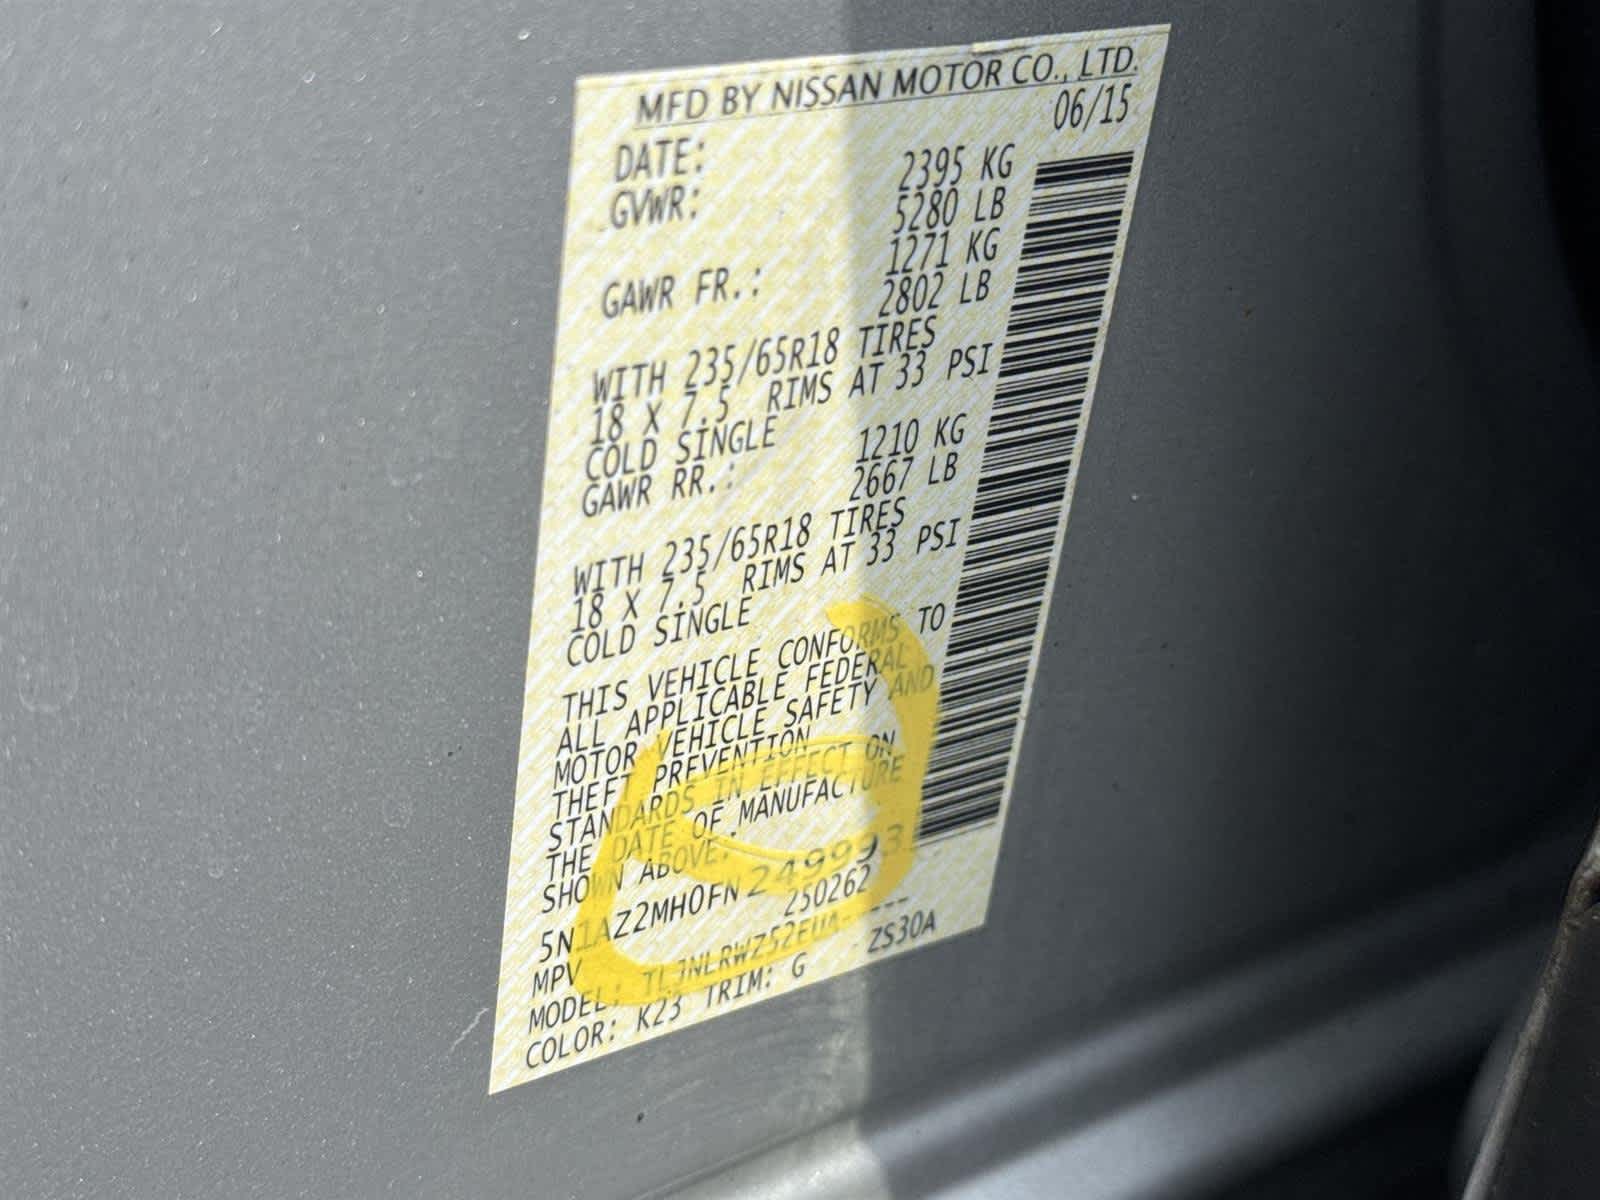 MFD BY NISSAN MOTOR CO., LTD.
DATE: 06/15
GVWR: 2395 KG
5280 LB
1271 KG
GAWR FR.: 2802 LB
WITH 235/65R18 TIRES
18 X 7.5 RIMS AT 33 PSI
COLD SINGLE
GAWR RR.: 1210 KG
2667 LB
WITH 235/65R18 TIRES
18 X 7.5 RIMS AT 33 PSI
COLD SINGLE
THIS VEHICLE CONFORMS TO
ALL APPLICABLE FEDERAL
MOTOR VEHICLE SAFETY AND
THEFT PREVENTION
STANDARDS IN EFFECT ON
THE DATE OF MANUFACTURE
SHOWN ABOVE.
5N1AZ2MH0FN249993
MPV 250262
MODEL:
COLOR: K23 TRIM: G ZS30A